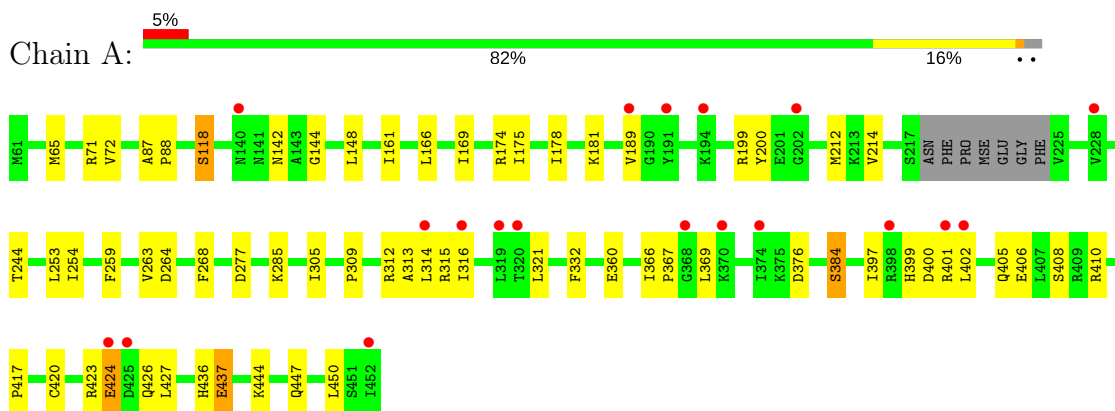 5%
Chain A:
82% 16% • •
M61 M65 R71 V72 A87 P88 S118 N140 N141 N142 A143 G144 L148 I161 L166 I169 R174 I175 I178 K181 V189 G190 Y191 K194 R199 Y200 E201 G202 M212 K213 V214 S217 ASN PHE PRO MSE GLU GLY PHE V225 V228
T244 L253 I254 F259 V263 D264 F268 D277 K285 I305 P309 R312 A313 L314 R315 I316 L319 T320 L321 F332 E360 I366 P367 G368 L369 K370 I374 K375 D376 S384 I397 R398 H399 D400 R401 L402 Q405 E406 L407 S408 R409 R410
P417 C420 R423 E424 D425 Q426 L427 H436 E437 K444 Q447 L450 S451 I452